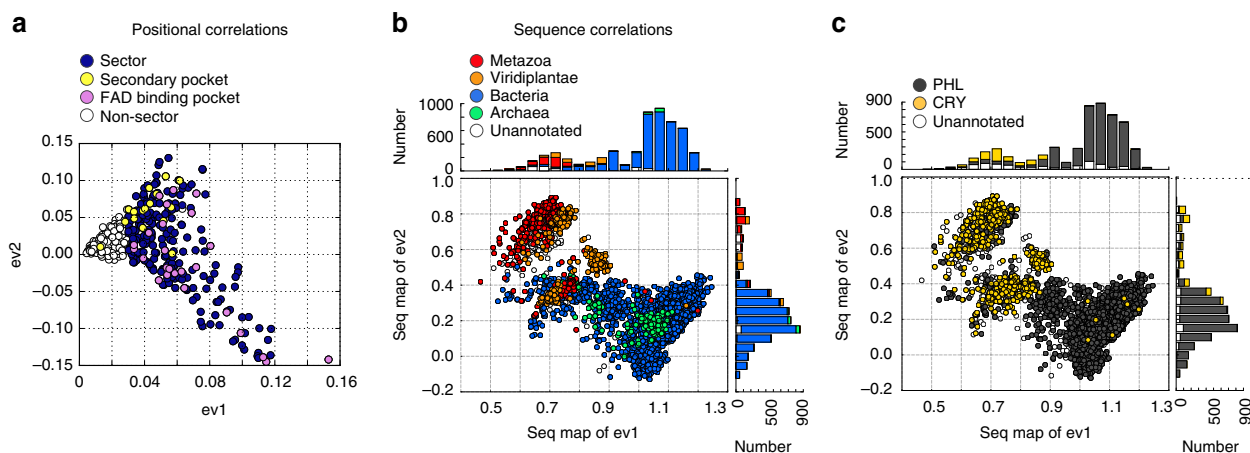 a
Positional correlations
Sector
Secondary pocket
FAD binding pocket
Non-sector
0.15
0.10
0.05
0.00
−0.05
−0.10
−0.15
ev2
0
0.04
0.08
0.12
0.16
ev1
b
Sequence correlations
Metazoa
Viridiplantae
Bacteria
Archaea
Unannotated
Number
1000
600
0
1.0
0.8
0.6
0.4
0.2
0.0
−0.2
Seq map of ev2
0.5
0.7
0.9
1.1
1.3
Seq map of ev1
0
500
900
Number
c
PHL
CRY
Unannotated
Number
900
500
0
1.0
0.8
0.6
0.4
0.2
0.0
−0.2
Seq map of ev2
0.5
0.7
0.9
1.1
1.3
Seq map of ev1
0
500
900
Number